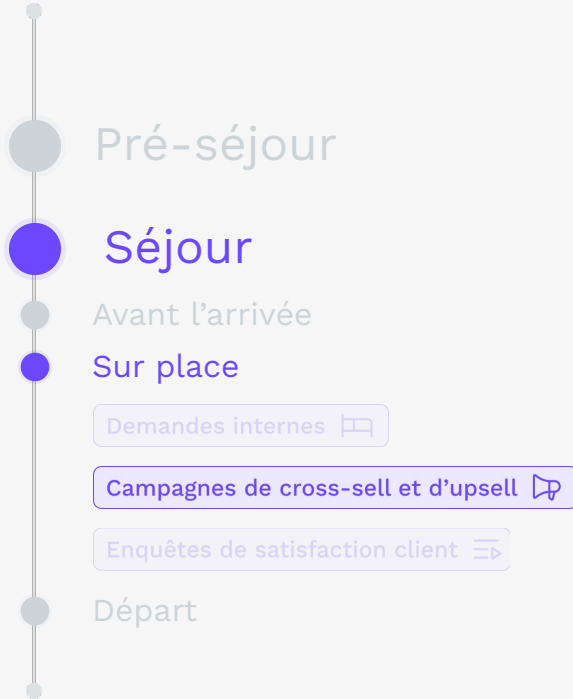 Pré-séjour
Séjour
Avant l’arrivée
Sur place
Demandes internes
Campagnes de cross-sell et d’upsell
Enquêtes de satisfaction client
Départ